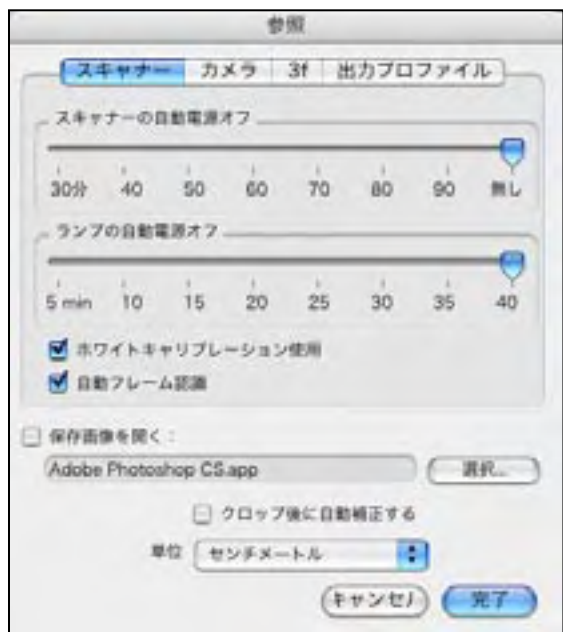 参照
スキャナー カメラ 3f 出力プロファイル
スキャナーの自動電源オフ
30分 40 50 60 70 80 90 無し
ランプの自動電源オフ
5 min 10 15 20 25 30 35 40
ホワイトキャリブレーション使用
自動フレーム認識
保存画像を開く：
Adobe Photoshop CS.app 選択...
クロップ後に自動補正する
単位 センチメートル
キャンセル 完了